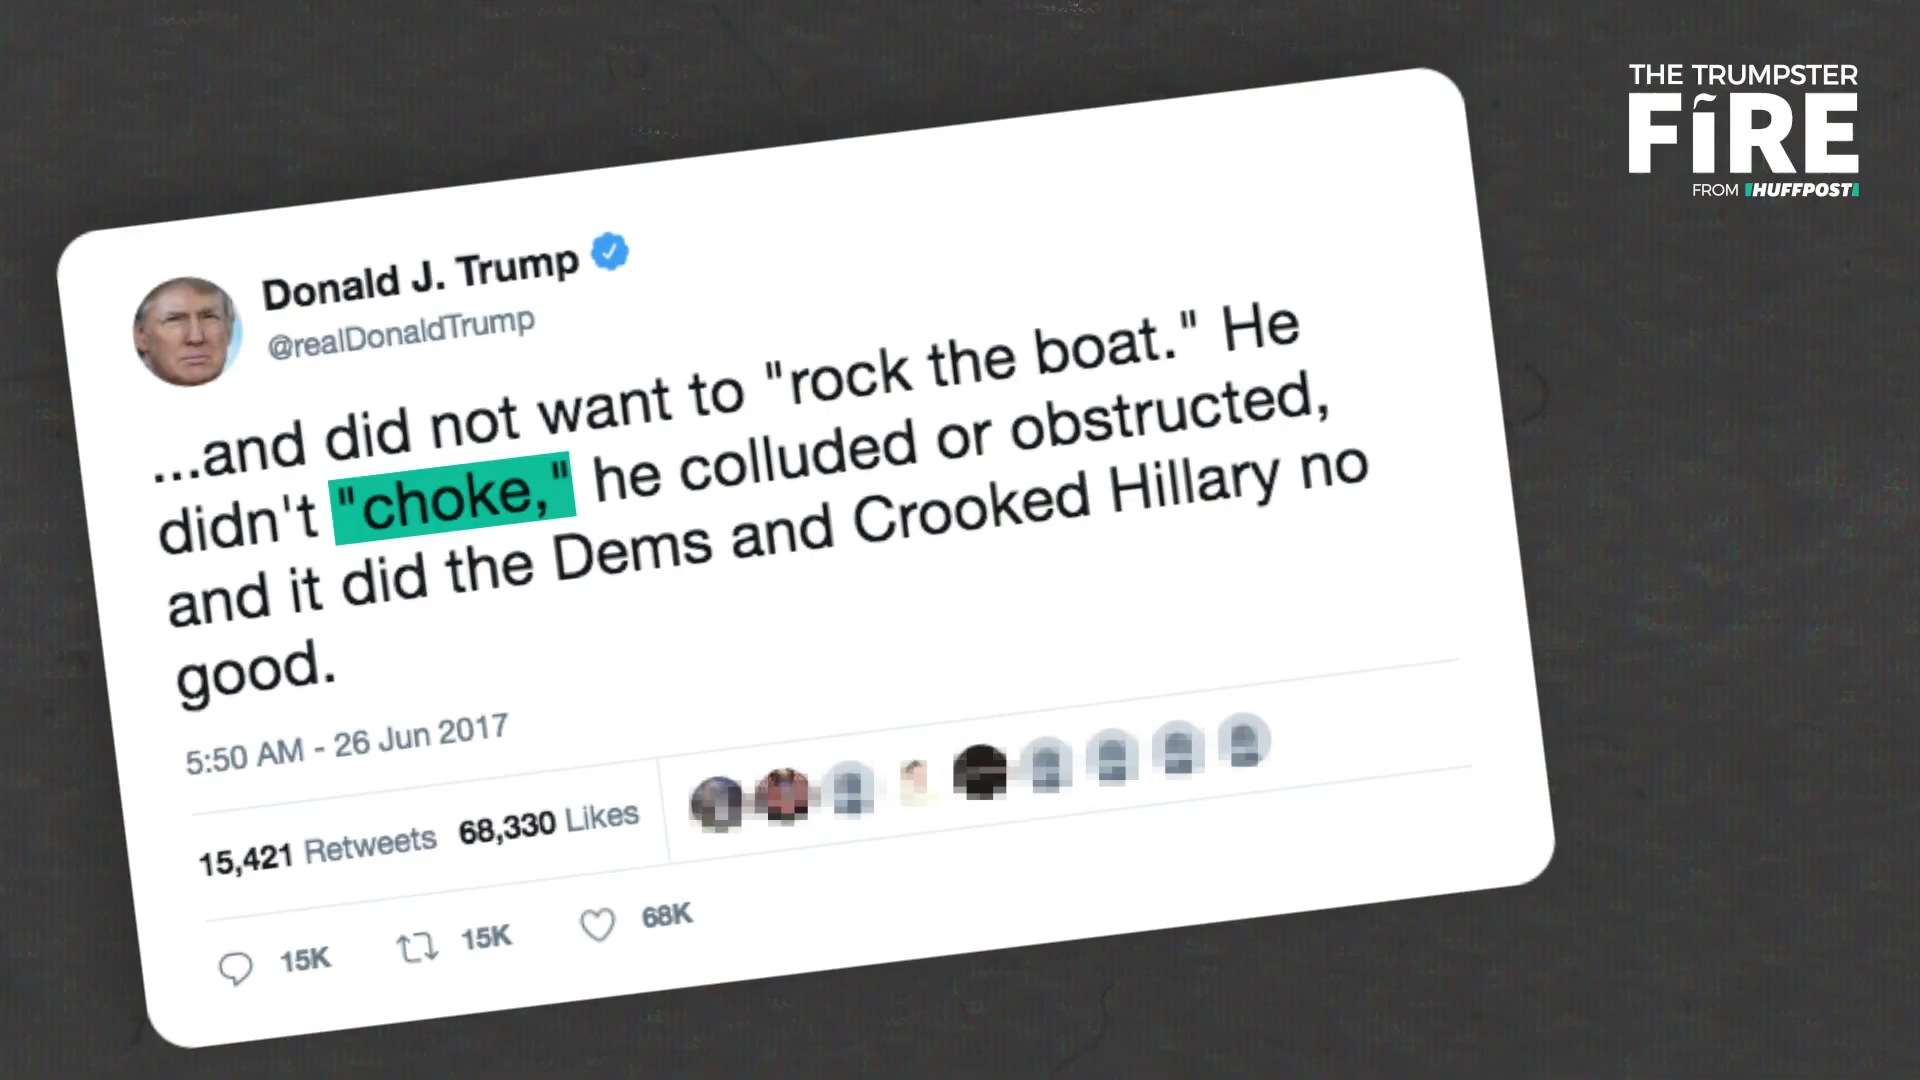 THE TRUMPSTER
FIRE
FROM HUFFPOST
Donald J. Trump
@realDonaldTrump
...and did not want to "rock the boat." He
didn't "choke," he colluded or obstructed,
and it did the Dems and Crooked Hillary no
good.
5:50 AM - 26 Jun 2017
15,421 Retweets 68,330 Likes
15K 15K 68K